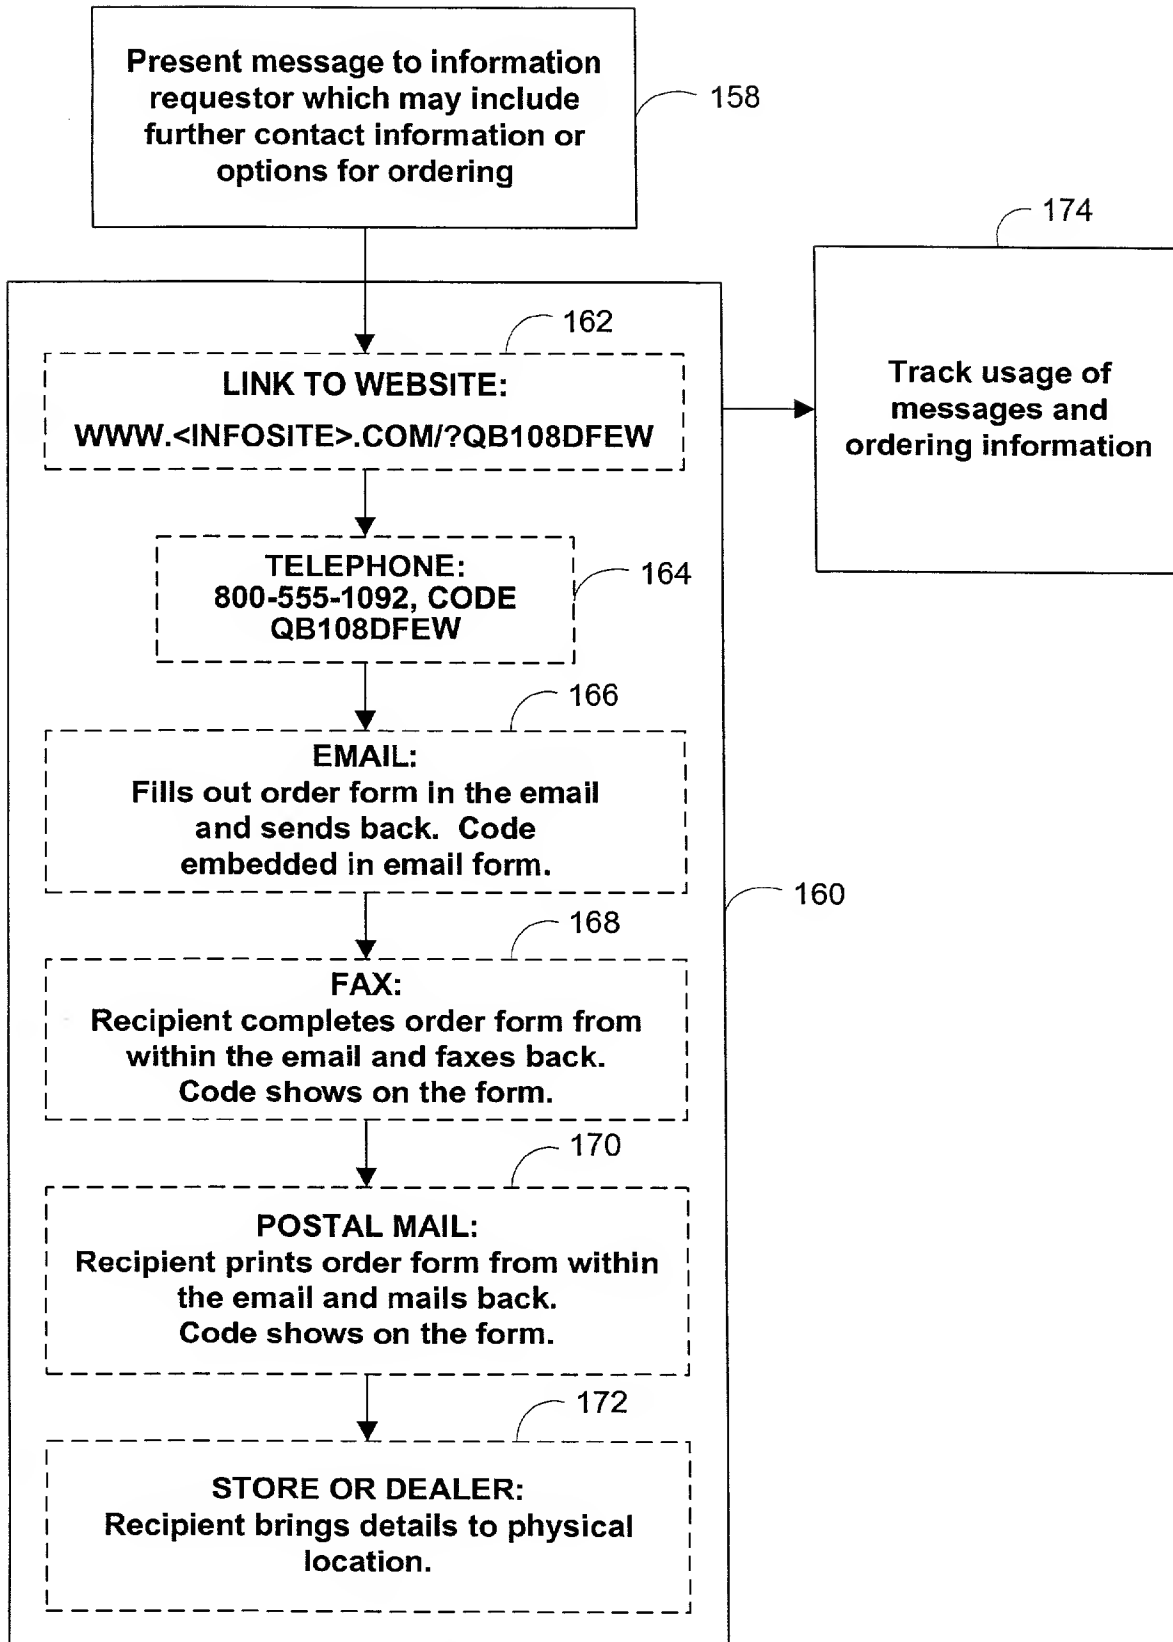 Present message to information
requestor which may include
further contact information or
options for ordering
158
174
Track usage of
messages and
ordering information
162
LINK TO WEBSITE:
WWW.<INFOSITE>.COM/?QB108DFEW
TELEPHONE:
800-555-1092, CODE
QB108DFEW
164
166
EMAIL:
Fills out order form in the email
and sends back. Code
embedded in email form.
160
168
FAX:
Recipient completes order form from
within the email and faxes back.
Code shows on the form.
170
POSTAL MAIL:
Recipient prints order form from within
the email and mails back.
Code shows on the form.
172
STORE OR DEALER:
Recipient brings details to physical
location.